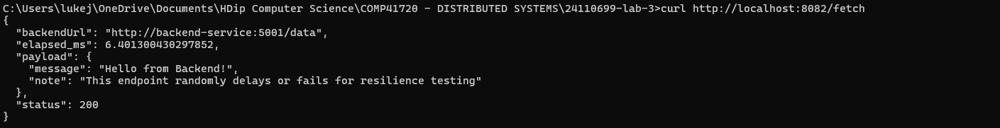 C:\Users\lukej\OneDrive\Documents\HDip Computer Science\COMP41720 - DISTRIBUTED SYSTEMS\24110699-lab-3>curl http://localhost:8082/fetch
{
  "backendUrl": "http://backend-service:5001/data",
  "elapsed_ms": 6.401300430297852,
  "payload": {
    "message": "Hello from Backend!",
    "note": "This endpoint randomly delays or fails for resilience testing"
  },
  "status": 200
}